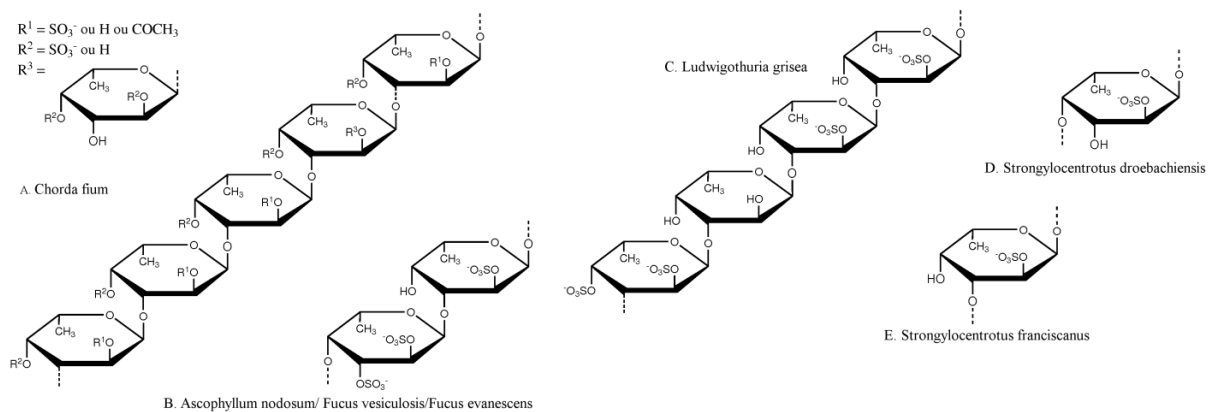 R¹ = SO₃⁻ ou H ou COCH₃
R² = SO₃⁻ ou H
R³ =
O
CH₃
R²O
R²O
OH
A. Chorda fium
O
O
CH₃
R¹O
R²O
O
O
CH₃
R³O
R²O
O
O
CH₃
R¹O
R²O
O
O
CH₃
R¹O
R²O
O
O
CH₃
R¹O
R²O
O
O
CH₃
⁻O₃SO
HO
O
O
CH₃
⁻O₃SO
O
OSO₃⁻
B. Ascophyllum nodosum/ Fucus vesiculosis/Fucus evanescens
C. Ludwigothuria grisea
O
O
CH₃
⁻O₃SO
HO
O
O
CH₃
⁻O₃SO
HO
O
O
CH₃
HO
HO
O
O
CH₃
⁻O₃SO
⁻O₃SO
O
O
CH₃
⁻O₃SO
O
OH
D. Strongylocentrotus droebachiensis
O
O
CH₃
⁻O₃SO
HO
O
E. Strongylocentrotus franciscanus